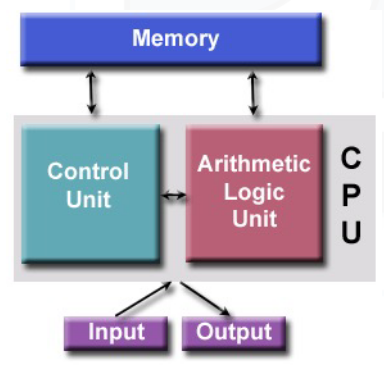 Memory
Control
Unit
Arithmetic
Logic
Unit
C
P
U
Input
Output